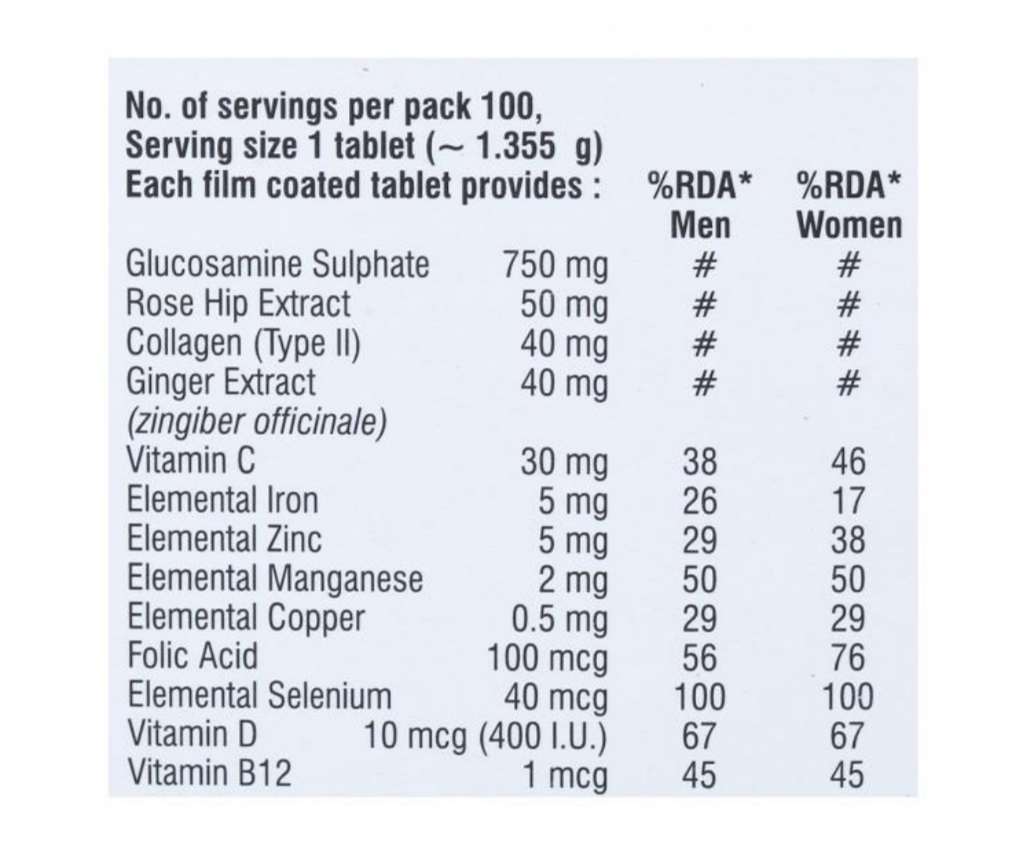 No. of servings per pack 100,
Serving size 1 tablet (~ 1.355 g)
Each film coated tablet provides : %RDA* %RDA*
Men Women
Glucosamine Sulphate 750 mg # #
Rose Hip Extract 50 mg # #
Collagen (Type II) 40 mg # #
Ginger Extract 40 mg # #
(zingiber officinale)
Vitamin C 30 mg 38 46
Elemental Iron 5 mg 26 17
Elemental Zinc 5 mg 29 38
Elemental Manganese 2 mg 50 50
Elemental Copper 0.5 mg 29 29
Folic Acid 100 mcg 56 76
Elemental Selenium 40 mcg 100 100
Vitamin D 10 mcg (400 I.U.) 67 67
Vitamin B12 1 mcg 45 45